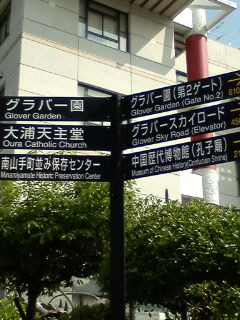 グラバー園
Glover Garden
大浦天主堂
Oura Catholic Church
南山手町並み保存センター
Minamiyamate Historic Preservation Center
グラバー園(第2ゲート)
Glover Garden (Gate No.2)
610
グラバースカイロード
Glover Sky Road (Elevator)
中国歴代博物館(孔子廟)
Museum of Chinese History(Confucian Shrine)